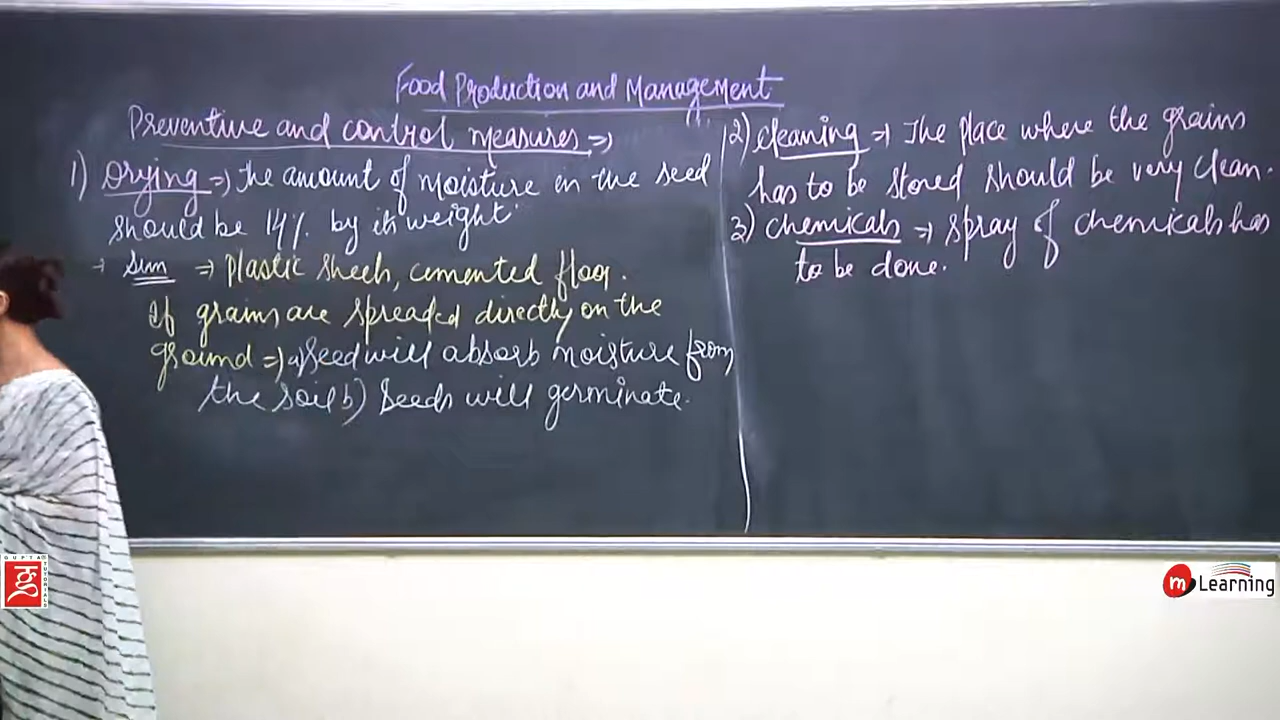 Food Production and Management
Preventive and control measures =>
1) Drying => The amount of moisture in the seed
should be 14% by its weight.
→ Sun => Plastic sheets, cemented floor.
If grains are spreaded directly on the
ground => a) Seed will absorb moisture from
the soil b) Seeds will germinate.
2) Cleaning => The place where the grains
has to be stored should be very clean.
3) Chemicals => Spray of chemicals has
to be done.
GUPTA
TUTORIALS
m Learning